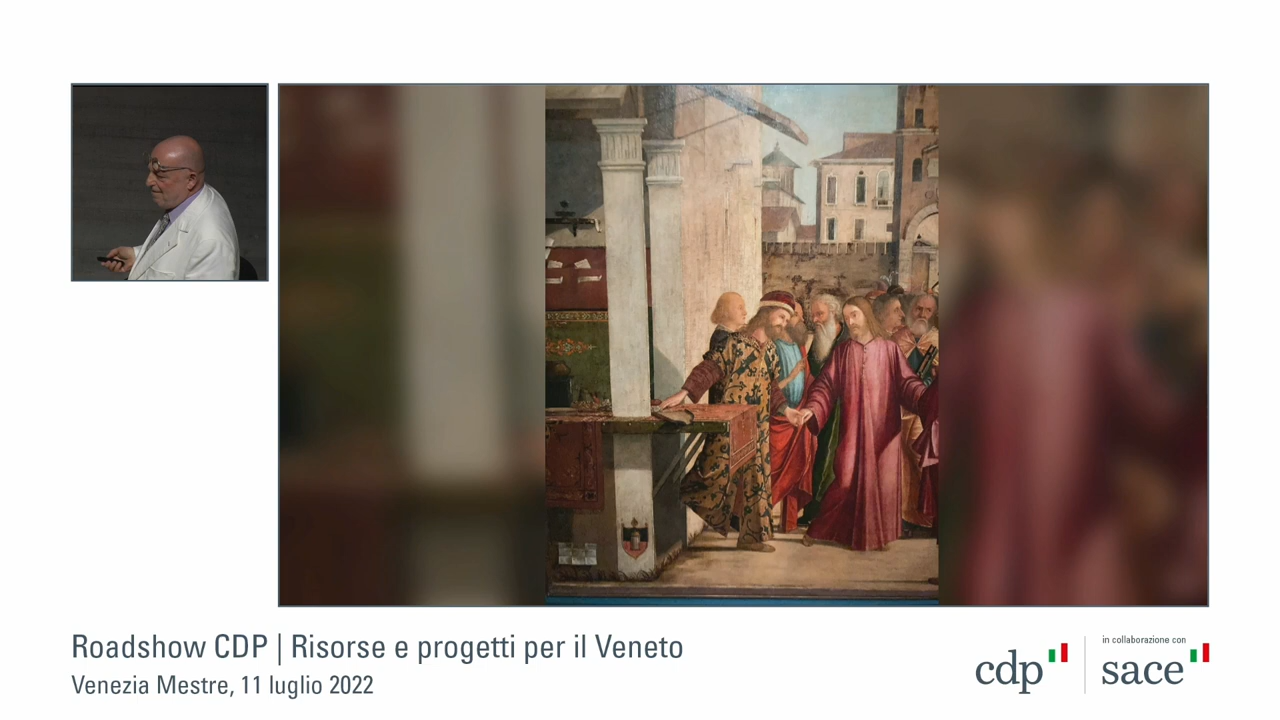 Roadshow CDP | Risorse e progetti per il Veneto
Venezia Mestre, 11 luglio 2022
cdp
in collaborazione con
sace